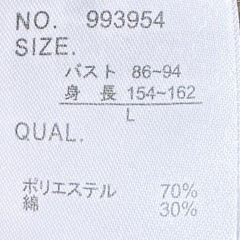 NO. 993954
SIZE.
バスト 86~94
身 長 154~162
L
QUAL.
ポリエステル 70%
綿 30%